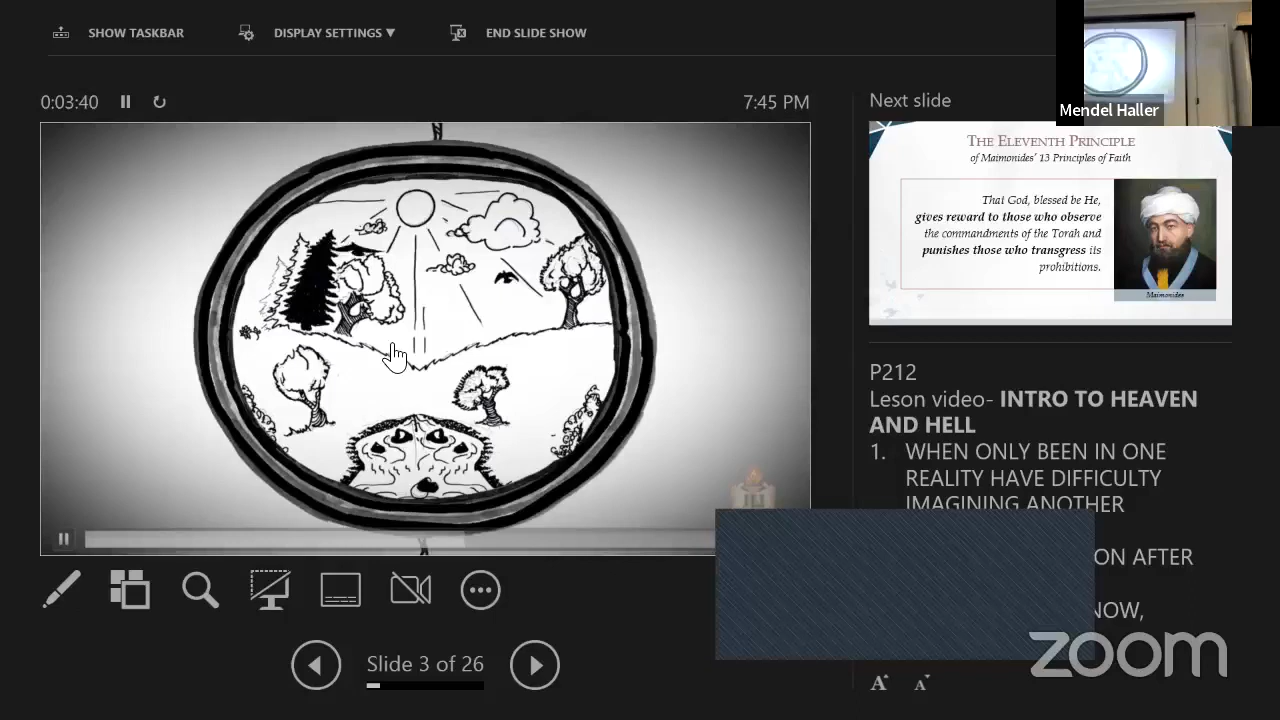 SHOW TASKBAR
DISPLAY SETTINGS ▼
END SLIDE SHOW
Mendel Haller
0:03:40
7:45 PM
Next slide
THE ELEVENTH PRINCIPLE
of Maimonides' 13 Principles of Faith
That God, blessed be He,
gives reward to those who observe
the commandments of the Torah and
punishes those who transgress its
prohibitions.
Maimonides
P212
Leson video- INTRO TO HEAVEN
AND HELL
1. WHEN ONLY BEEN IN ONE
REALITY HAVE DIFFICULTY
IMAGINING ANOTHER
ON AFTER
NOW,
Slide 3 of 26
zoom
A A